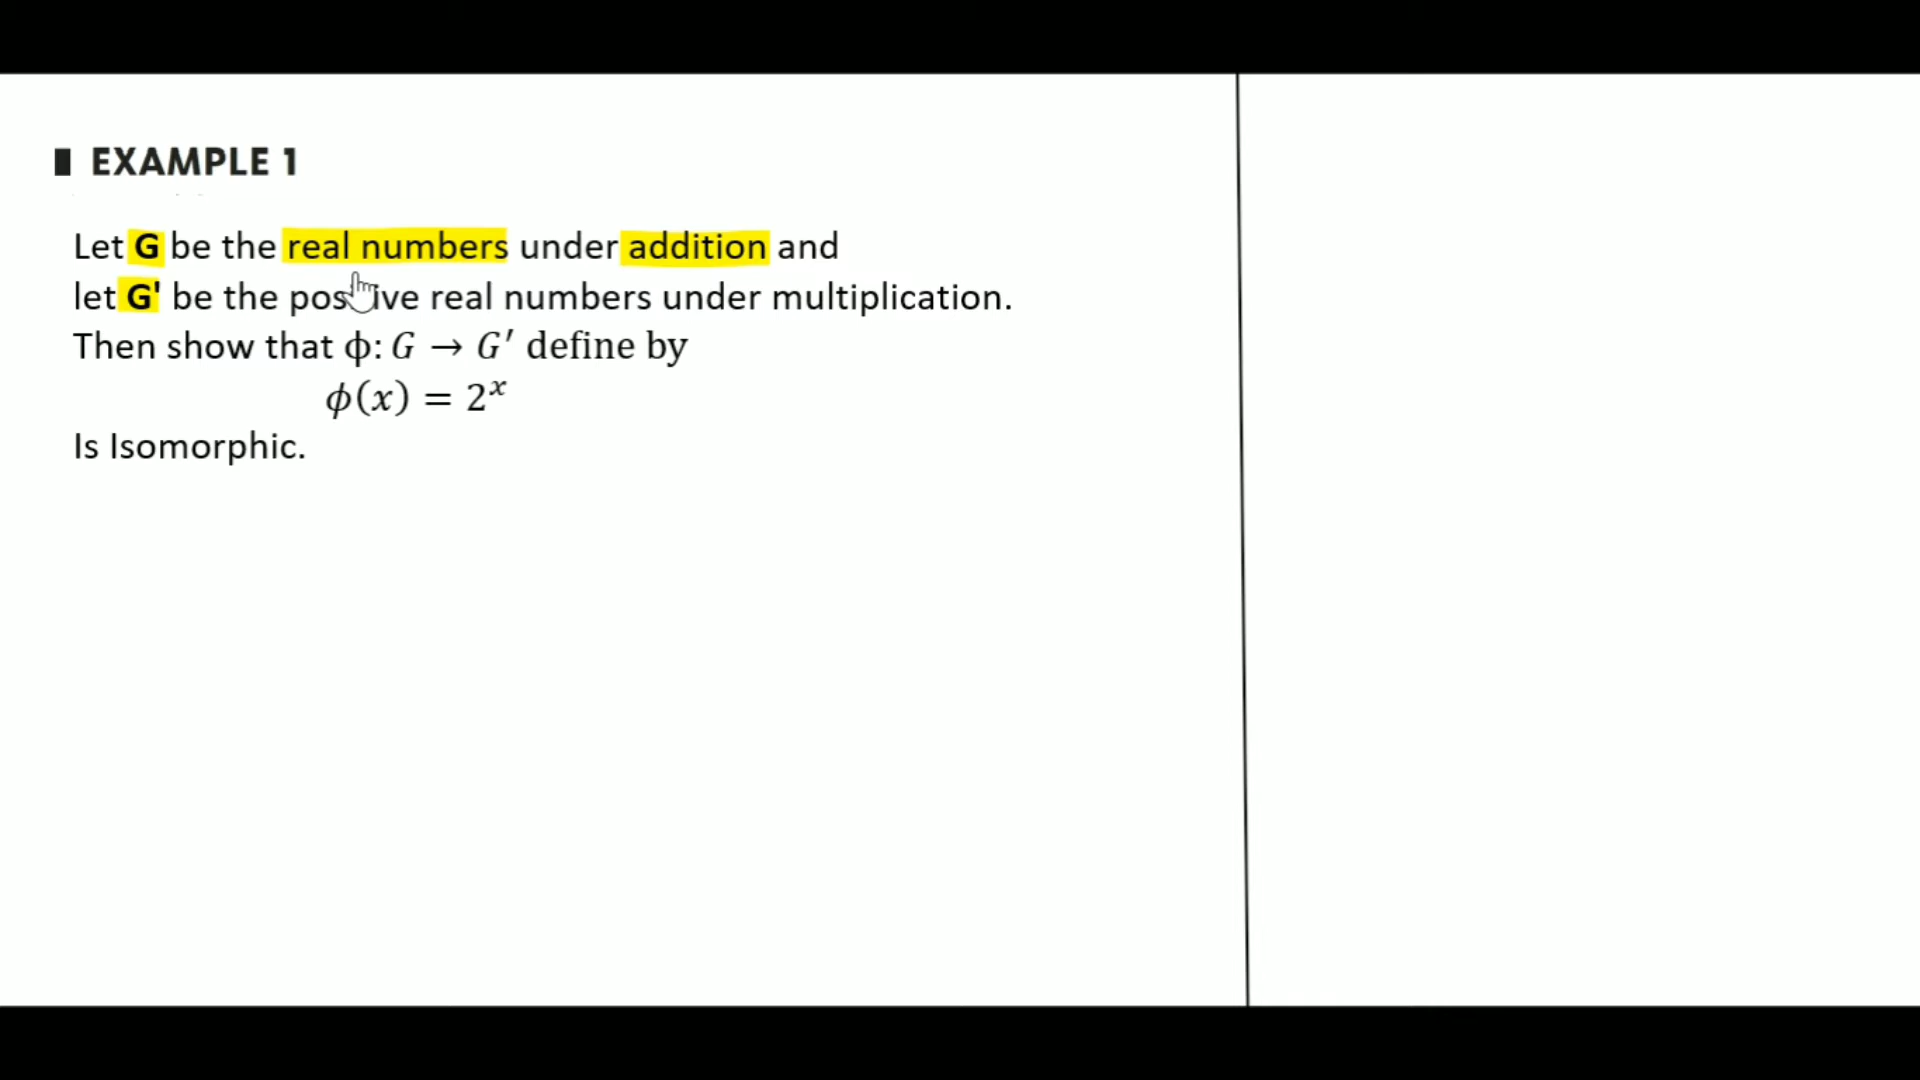 EXAMPLE 1
Let G be the real numbers under addition and
let G' be the positive real numbers under multiplication.
Then show that ϕ: G → G′ define by
ϕ(x) = 2ˣ
Is Isomorphic.